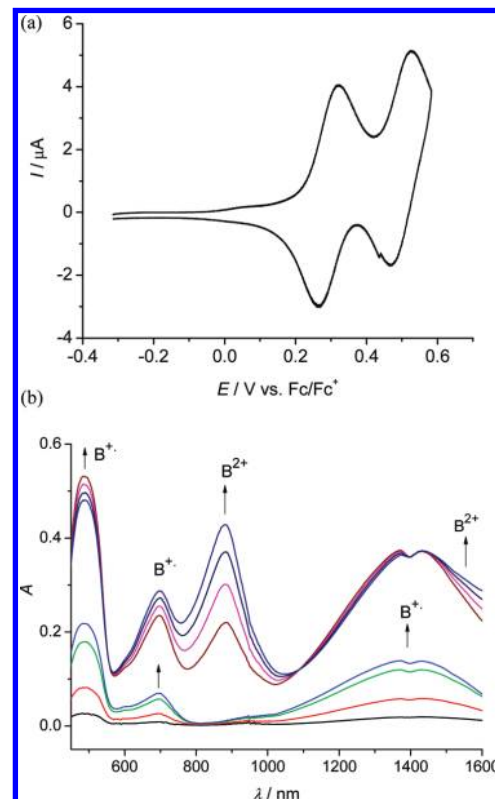 (a)
6
4
2
0
-2
-4
I / μA
-0.4 -0.2 0.0 0.2 0.4 0.6
E / V vs. Fc/Fc⁺
(b)
0.6
0.4
0.2
0.0
A
B⁺·
B²⁺
B²⁺
B⁺·
B⁺·
600 800 1000 1200 1400 1600
λ / nm